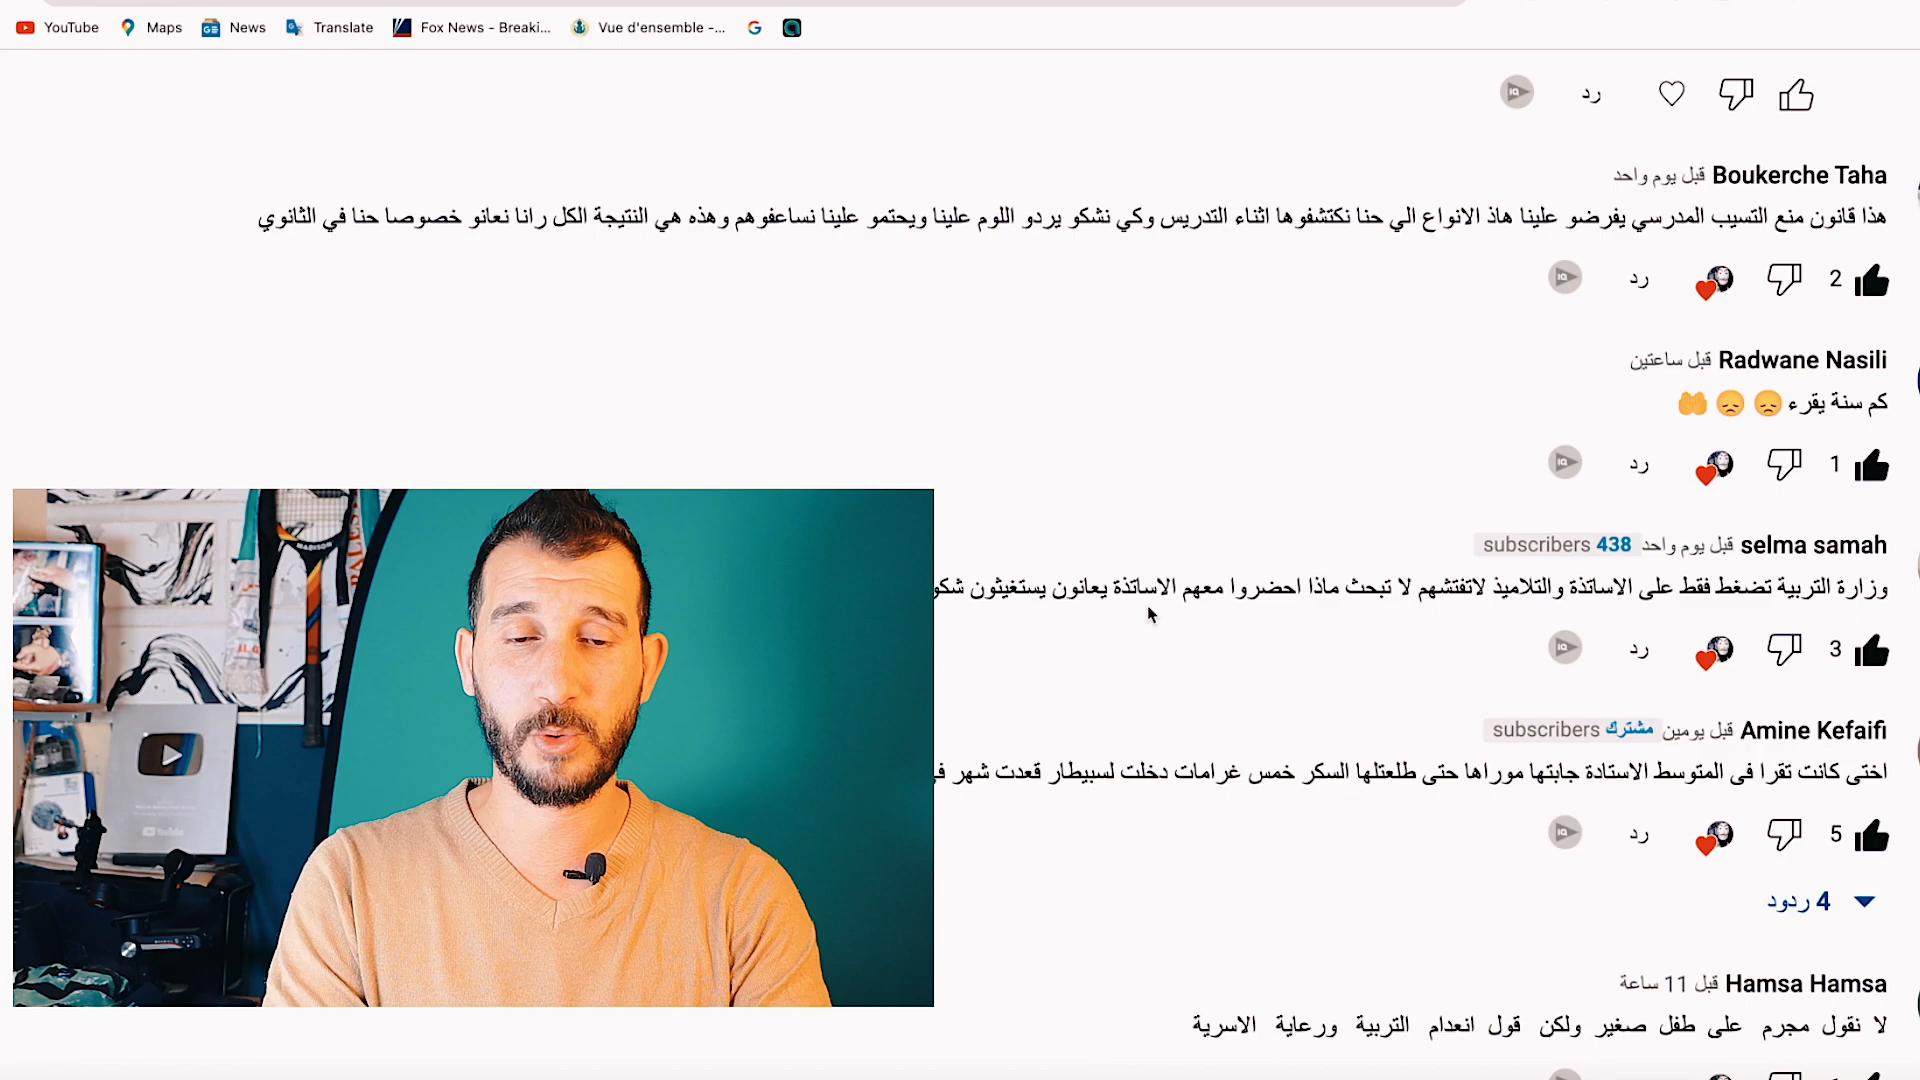 YouTube Maps News Translate Fox News - Breaki... Vue d'ensemble -...
رد
Boukerche Taha قبل يوم واحد
هذا قانون منع التسيب المدرسي يفرضو علينا هاذ الانواع الي حنا نكتشفوها اثناء التدريس وكي نشكو يردو اللوم علينا ويحتمو علينا نساعفوهم وهذه هي النتيجة الكل رانا نعانو خصوصا حنا في الثانوي
2 رد
Radwane Nasili قبل ساعتين
كم سنة يقرء 😞 😞 🤲
1 رد
selma samah قبل يوم واحد 438 subscribers
وزارة التربية تضغط فقط على الاساتذة والتلاميذ لاتفتشهم لا تبحث ماذا احضروا معهم الاساتذة يعانون يستغيثون شكو
3 رد
Amine Kefaifi قبل يومين مشترك subscribers
اختى كانت تقرا فى المتوسط الاستادة جابتها موراها حتى طلعتلها السكر خمس غرامات دخلت لسبيطار قعدت شهر
5 رد
4 ردود
Hamsa Hamsa قبل 11 ساعة
لا نقول مجرم على طفل صغير ولكن قول انعدام التربية ورعاية الاسرية
YouTube
MADISON